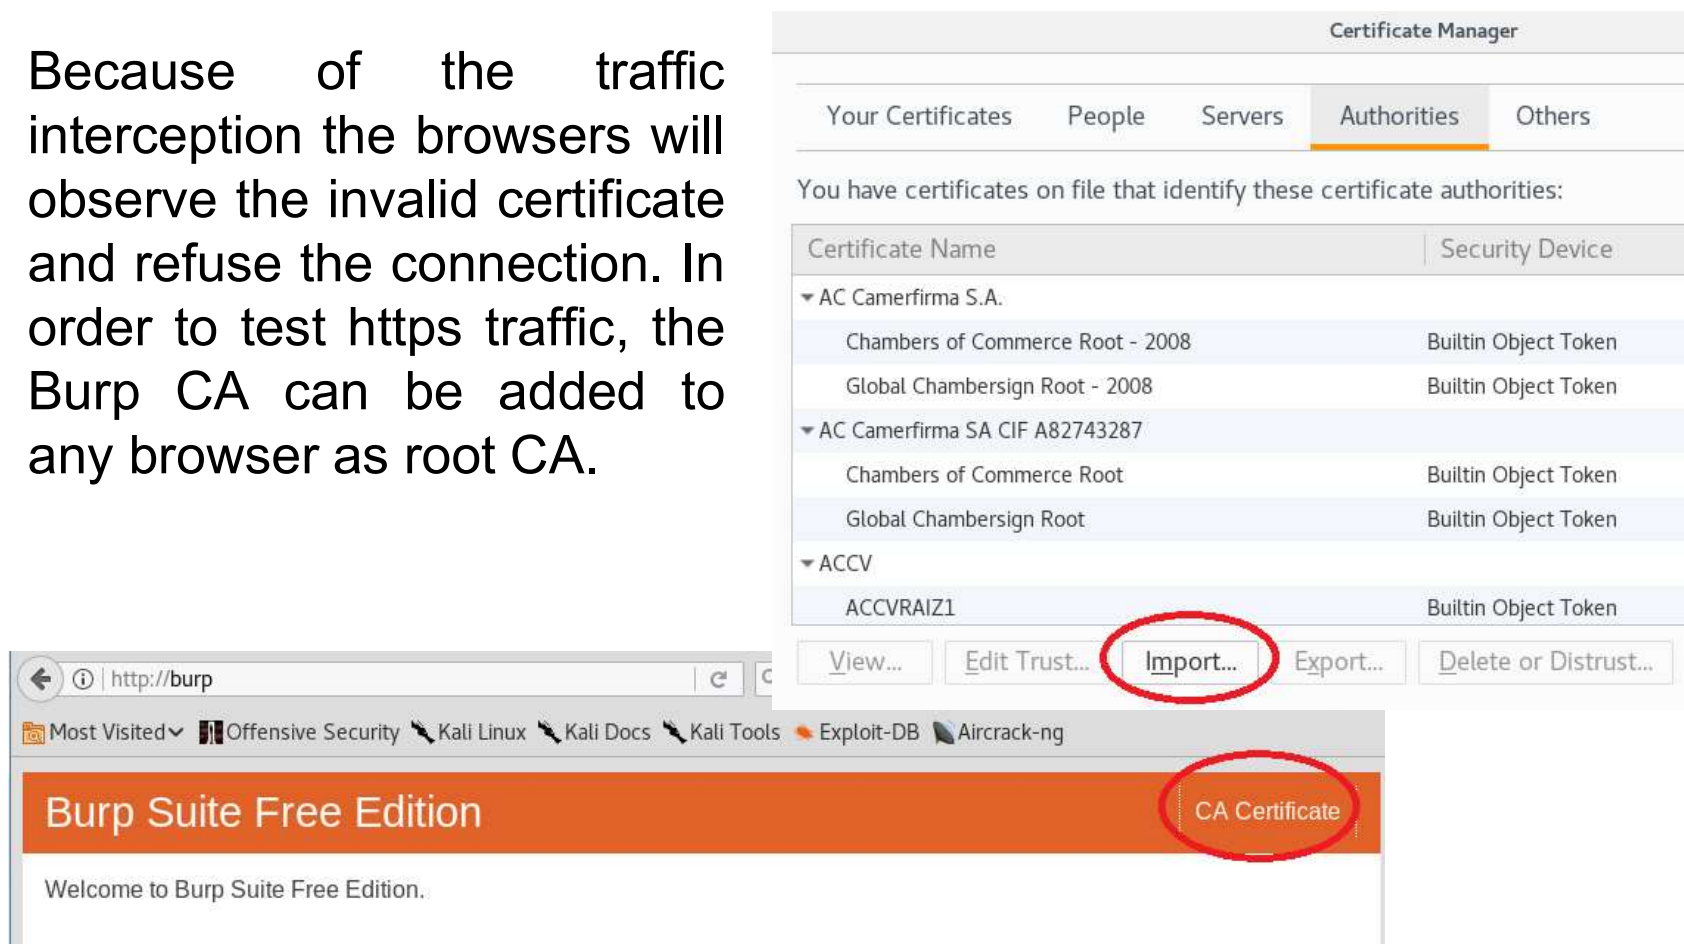 Because of the traffic
interception the browsers will
observe the invalid certificate
and refuse the connection. In
order to test https traffic, the
Burp CA can be added to
any browser as root CA.
Certificate Manager
Your Certificates People Servers Authorities Others
You have certificates on file that identify these certificate authorities:
Certificate Name Security Device
AC Camerfirma S.A.
Chambers of Commerce Root - 2008 Builtin Object Token
Global Chambersign Root - 2008 Builtin Object Token
AC Camerfirma SA CIF A82743287
Chambers of Commerce Root Builtin Object Token
Global Chambersign Root Builtin Object Token
ACCV
ACCVRAIZ1 Builtin Object Token
View... Edit Trust... Import... Export... Delete or Distrust...
http://burp
Most Visited Offensive Security Kali Linux Kali Docs Kali Tools Exploit-DB Aircrack-ng
Burp Suite Free Edition CA Certificate
Welcome to Burp Suite Free Edition.